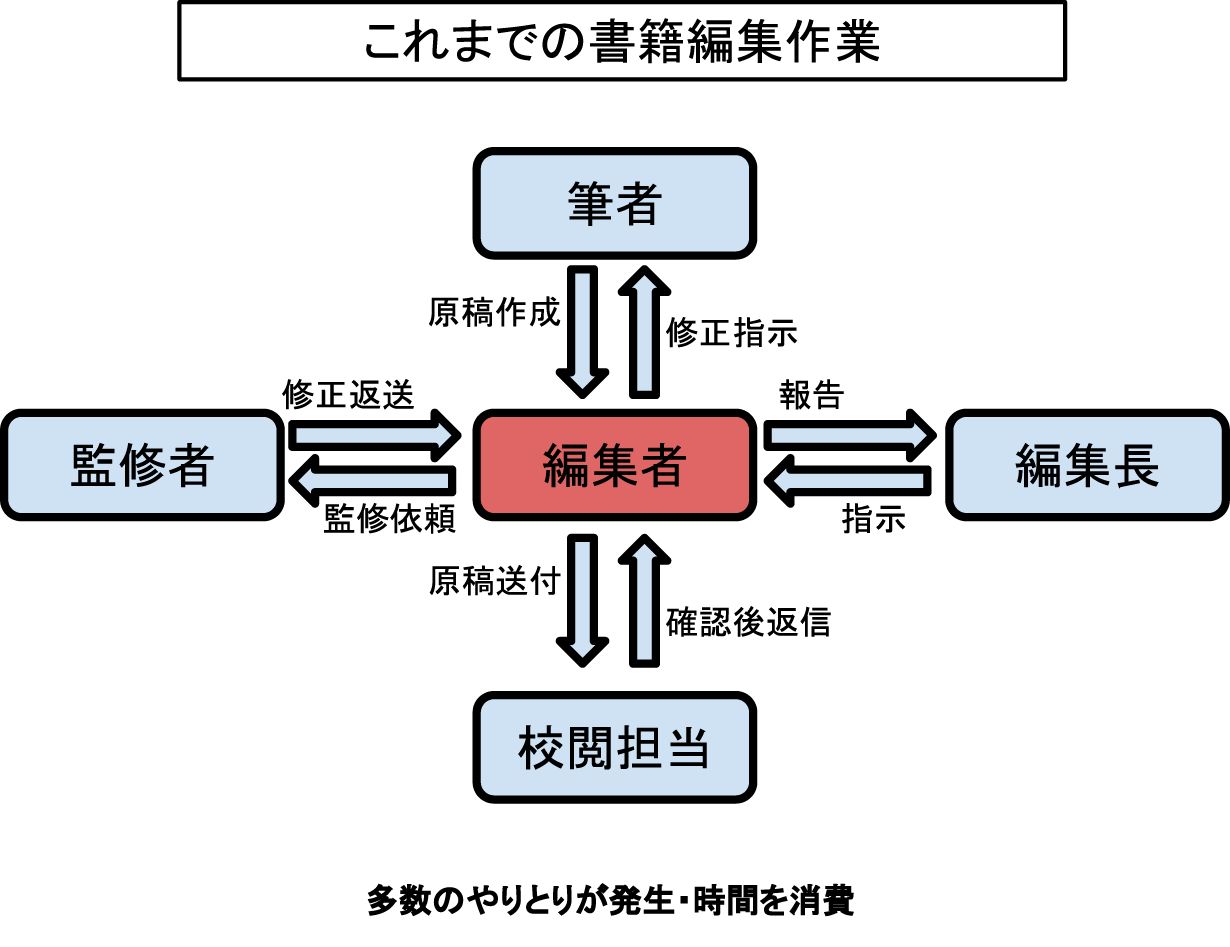 これまでの書籍編集作業
筆者
原稿作成
修正指示
修正返送
報告
監修者
編集者
編集長
監修依頼
指示
原稿送付
確認後返信
校閲担当
多数のやりとりが発生・時間を消費